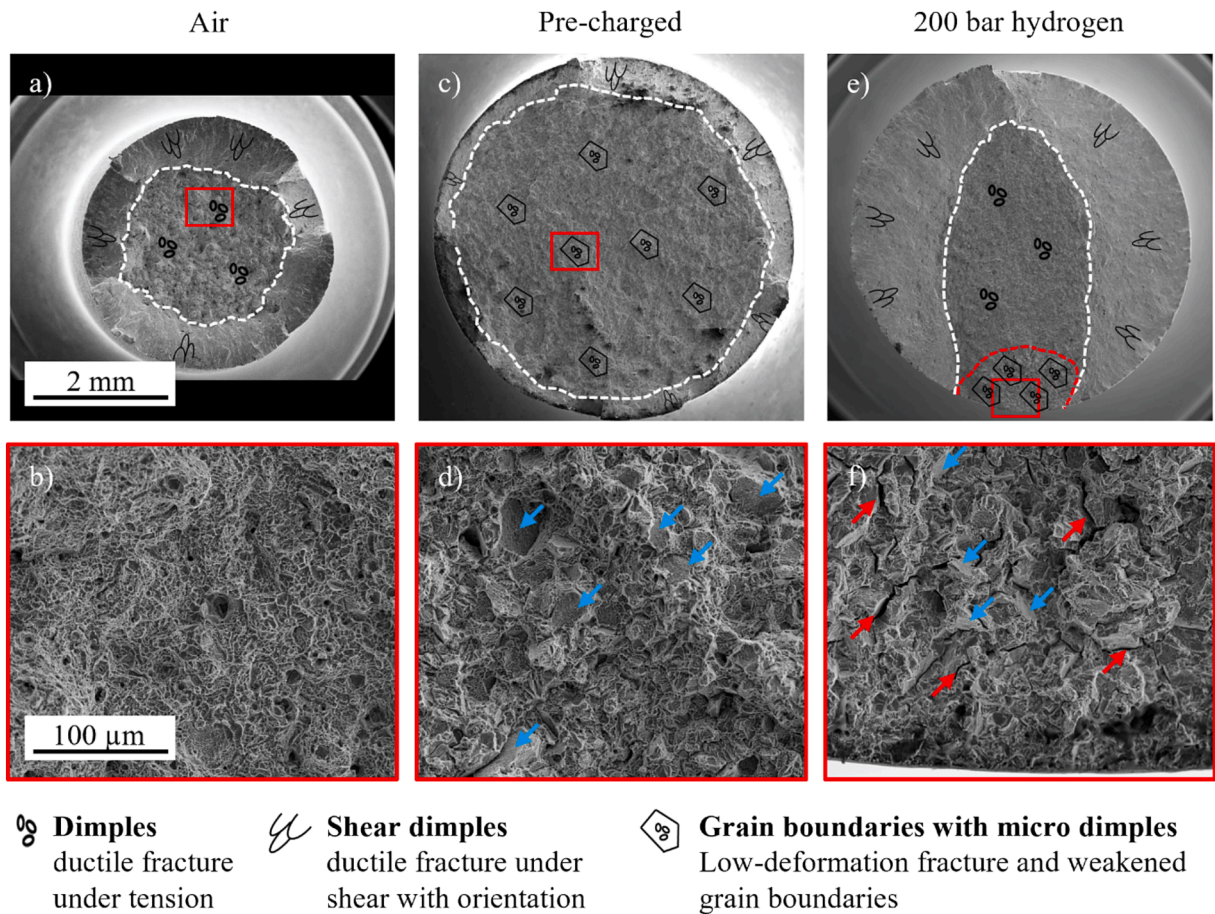 Air
Pre-charged
200 bar hydrogen
a)
c)
e)
2 mm
b)
d)
f)
100 µm
Dimples
ductile fracture
under tension
Shear dimples
ductile fracture under
shear with orientation
Grain boundaries with micro dimples
Low-deformation fracture and weakened
grain boundaries